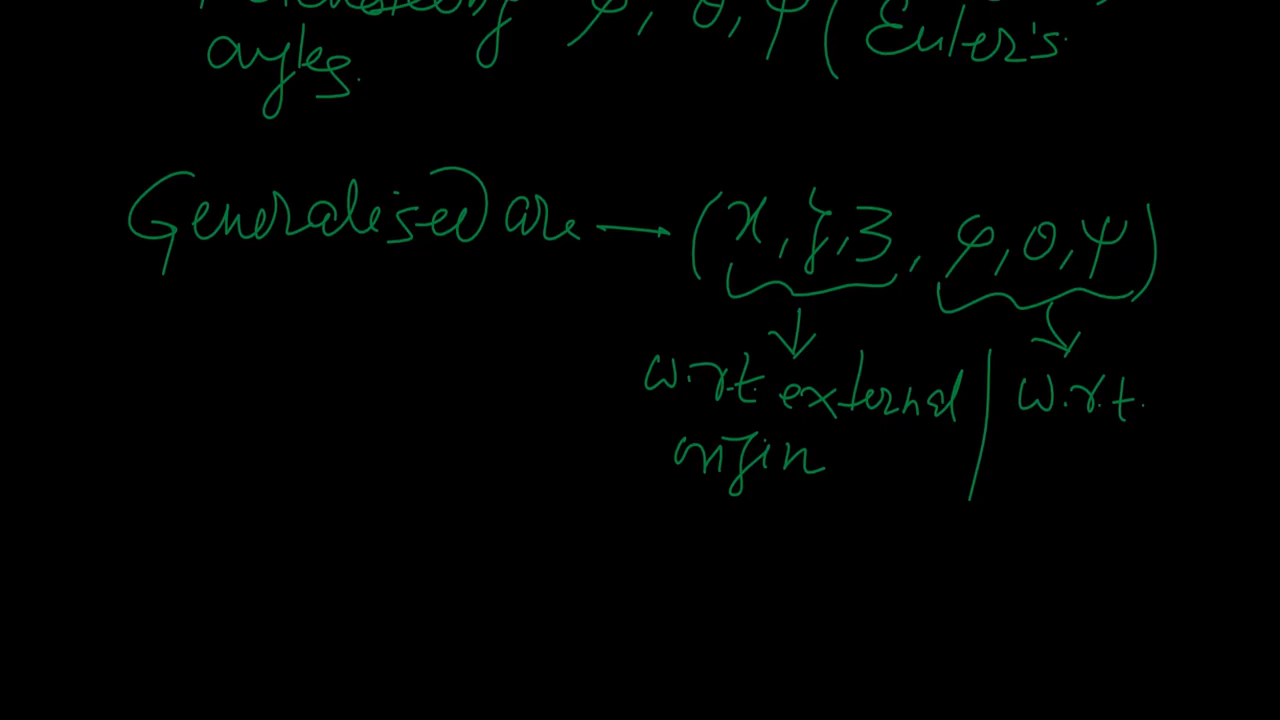 φ, θ, ψ (Euler's
angles.
Generalised are → (x, y, z, φ, θ, ψ)
w.r.t external | w.r.t.
origin